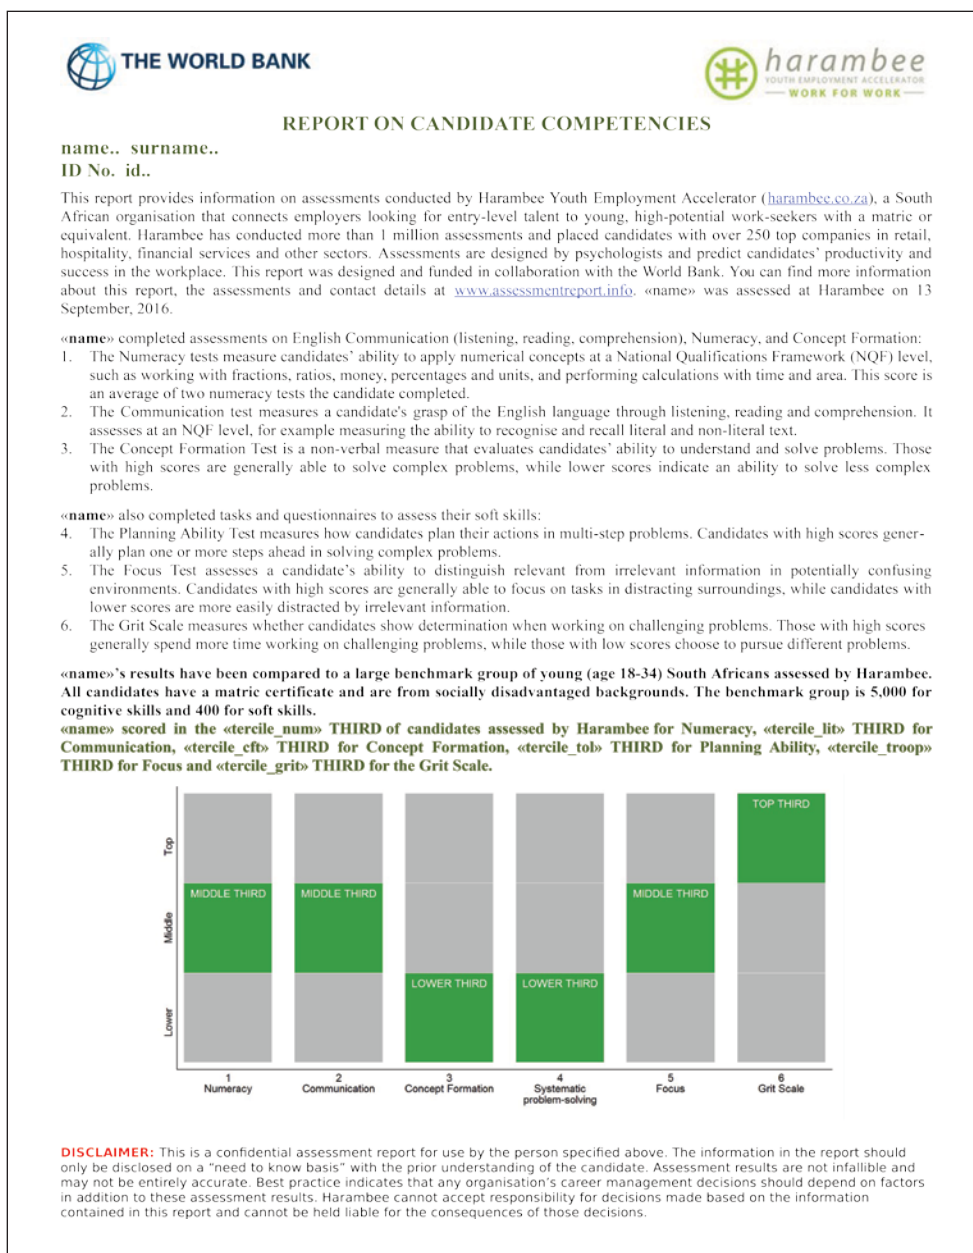 THE WORLD BANK
harambee
YOUTH EMPLOYMENT ACCELERATOR
WORK FOR WORK
REPORT ON CANDIDATE COMPETENCIES
name.. surname..
ID No. id..
This report provides information on assessments conducted by Harambee Youth Employment Accelerator (harambee.co.za), a South
African organisation that connects employers looking for entry-level talent to young, high-potential work-seekers with a matric or
equivalent. Harambee has conducted more than 1 million assessments and placed candidates with over 250 top companies in retail,
hospitality, financial services and other sectors. Assessments are designed by psychologists and predict candidates' productivity and
success in the workplace. This report was designed and funded in collaboration with the World Bank. You can find more information
about this report, the assessments and contact details at www.assessmentreport.info. «name» was assessed at Harambee on 13
September, 2016.
«name» completed assessments on English Communication (listening, reading, comprehension), Numeracy, and Concept Formation:
1. The Numeracy tests measure candidates' ability to apply numerical concepts at a National Qualifications Framework (NQF) level,
such as working with fractions, ratios, money, percentages and units, and performing calculations with time and area. This score is
an average of two numeracy tests the candidate completed.
2. The Communication test measures a candidate's grasp of the English language through listening, reading and comprehension. It
assesses at an NQF level, for example measuring the ability to recognise and recall literal and non-literal text.
3. The Concept Formation Test is a non-verbal measure that evaluates candidates' ability to understand and solve problems. Those
with high scores are generally able to solve complex problems, while lower scores indicate an ability to solve less complex
problems.
«name» also completed tasks and questionnaires to assess their soft skills:
4. The Planning Ability Test measures how candidates plan their actions in multi-step problems. Candidates with high scores gener-
ally plan one or more steps ahead in solving complex problems.
5. The Focus Test assesses a candidate's ability to distinguish relevant from irrelevant information in potentially confusing
environments. Candidates with high scores are generally able to focus on tasks in distracting surroundings, while candidates with
lower scores are more easily distracted by irrelevant information.
6. The Grit Scale measures whether candidates show determination when working on challenging problems. Those with high scores
generally spend more time working on challenging problems, while those with low scores choose to pursue different problems.
«name»'s results have been compared to a large benchmark group of young (age 18-34) South Africans assessed by Harambee.
All candidates have a matric certificate and are from socially disadvantaged backgrounds. The benchmark group is 5,000 for
cognitive skills and 400 for soft skills.
«name» scored in the «tercile_num» THIRD of candidates assessed by Harambee for Numeracy, «tercile_lit» THIRD for
Communication, «tercile_cft» THIRD for Concept Formation, «tercile_tol» THIRD for Planning Ability, «tercile_troop»
THIRD for Focus and «tercile_grit» THIRD for the Grit Scale.
Top
TOP THIRD
Middle
MIDDLE THIRD
MIDDLE THIRD
MIDDLE THIRD
Lower
LOWER THIRD
LOWER THIRD
1 2 3 4 5 6
Numeracy Communication Concept Formation Systematic Focus Grit Scale
problem-solving
DISCLAIMER: This is a confidential assessment report for use by the person specified above. The information in the report should
only be disclosed on a "need to know basis" with the prior understanding of the candidate. Assessment results are not infallible and
may not be entirely accurate. Best practice indicates that any organisation's career management decisions should depend on factors
in addition to these assessment results. Harambee cannot accept responsibility for decisions made based on the information
contained in this report and cannot be held liable for the consequences of those decisions.